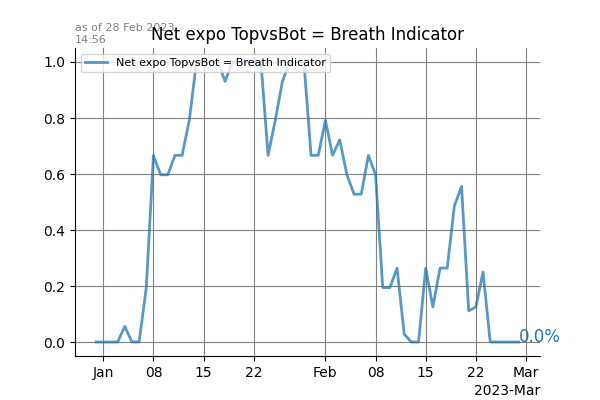 as of 28 Feb 2023
14:56
Net expo TopvsBot = Breath Indicator
Net expo TopvsBot = Breath Indicator
1.0
0.8
0.6
0.4
0.2
0.0
0.0%
Jan 08 15 22 Feb 08 15 22 Mar
2023-Mar